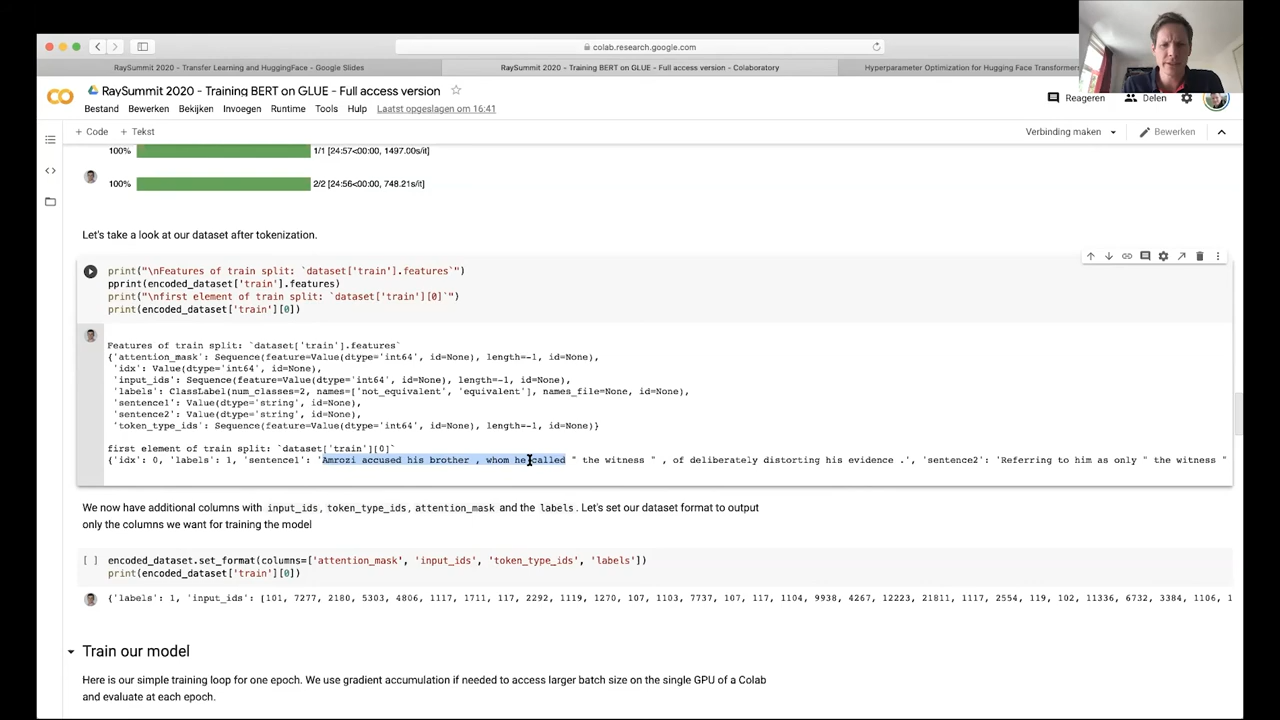 colab.research.google.com
RaySummit 2020 - Transfer Learning and HuggingFace - Google Slides
RaySummit 2020 - Training BERT on GLUE - Full access version - Colaboratory
Hyperparameter Optimization for Hugging Face Transformers
RaySummit 2020 - Training BERT on GLUE - Full access version
Reageren
Delen
Bestand Bewerken Bekijken Invoegen Runtime Tools Help Laatst opgeslagen om 16:41
+ Code + Tekst
Verbinding maken
Bewerken
100% 1/1 [24:57<00:00, 1497.00s/it]
100% 2/2 [24:56<00:00, 748.21s/it]
Let's take a look at our dataset after tokenization.
print("\nFeatures of train split: `dataset['train'].features`")
pprint(encoded_dataset['train'].features)
print("\nfirst element of train split: `dataset['train'][0]`")
print(encoded_dataset['train'][0])
Features of train split: `dataset['train'].features`
{'attention_mask': Sequence(feature=Value(dtype='int64', id=None), length=-1, id=None),
'idx': Value(dtype='int64', id=None),
'input_ids': Sequence(feature=Value(dtype='int64', id=None), length=-1, id=None),
'labels': ClassLabel(num_classes=2, names=['not_equivalent', 'equivalent'], names_file=None, id=None),
'sentence1': Value(dtype='string', id=None),
'sentence2': Value(dtype='string', id=None),
'token_type_ids': Sequence(feature=Value(dtype='int64', id=None), length=-1, id=None)}
first element of train split: `dataset['train'][0]`
{'idx': 0, 'labels': 1, 'sentence1': 'Amrozi accused his brother , whom he called " the witness " , of deliberately distorting his evidence .', 'sentence2': 'Referring to him as only " the witness "
We now have additional columns with input_ids, token_type_ids, attention_mask and the labels. Let's set our dataset format to output
only the columns we want for training the model
[ ] encoded_dataset.set_format(columns=['attention_mask', 'input_ids', 'token_type_ids', 'labels'])
print(encoded_dataset['train'][0])
{'labels': 1, 'input_ids': [101, 7277, 2180, 5303, 4806, 1117, 1711, 117, 2292, 1119, 1270, 107, 1103, 7737, 107, 117, 1104, 9938, 4267, 12223, 21811, 1117, 2554, 119, 102, 11336, 6732, 3384, 1106, 1
Train our model
Here is our simple training loop for one epoch. We use gradient accumulation if needed to access larger batch size on the single GPU of a Colab
and evaluate at each epoch.